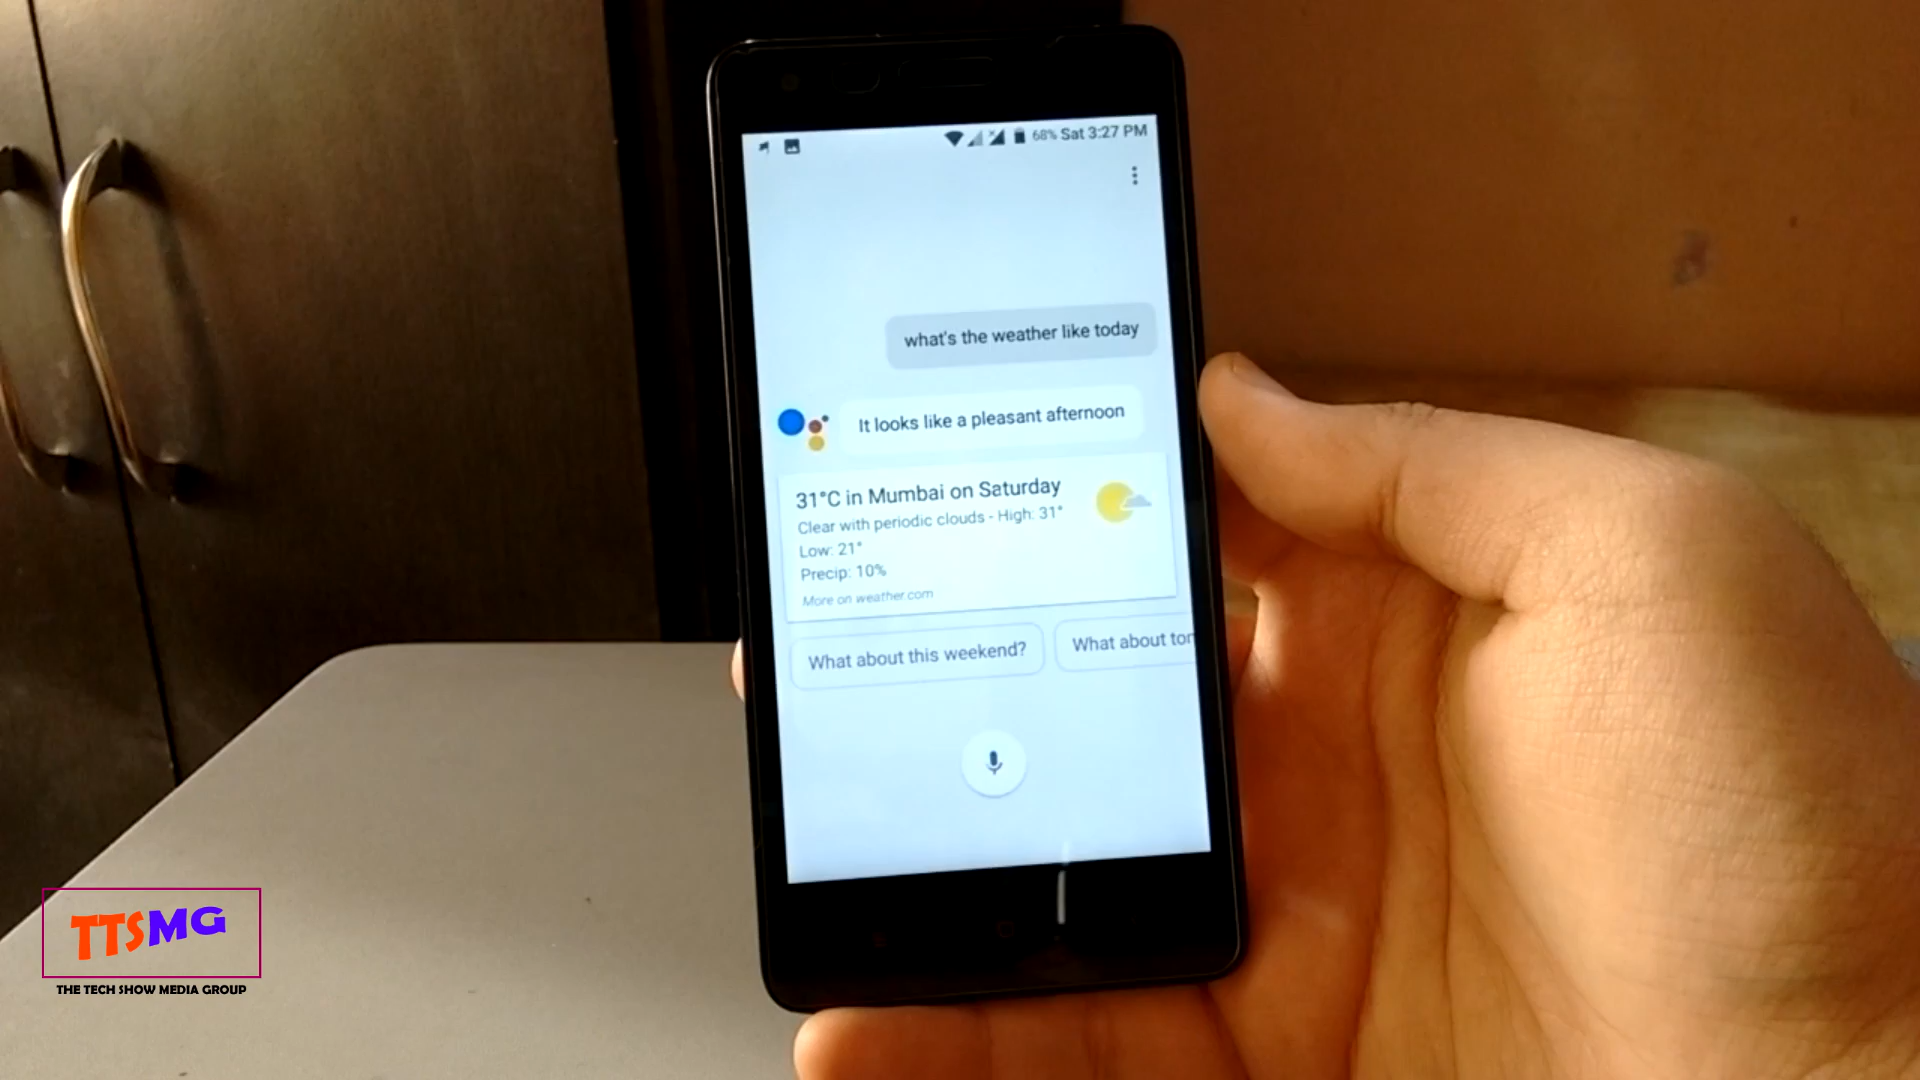 68% Sat 3:27 PM
what's the weather like today
It looks like a pleasant afternoon
31°C in Mumbai on Saturday
Clear with periodic clouds - High: 31°
Low: 21°
Precip: 10%
More on weather.com
What about this weekend?
What about tor
TTSMG
THE TECH SHOW MEDIA GROUP